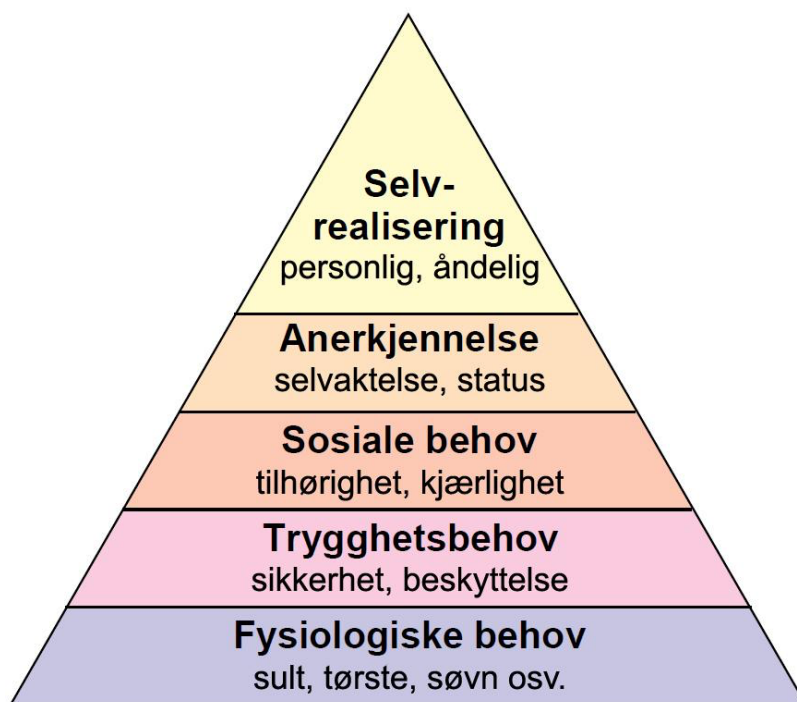 Selv-
realisering
personlig, åndelig
Anerkjennelse
selvaktelse, status
Sosiale behov
tilhørighet, kjærlighet
Trygghetsbehov
sikkerhet, beskyttelse
Fysiologiske behov
sult, tørste, søvn osv.